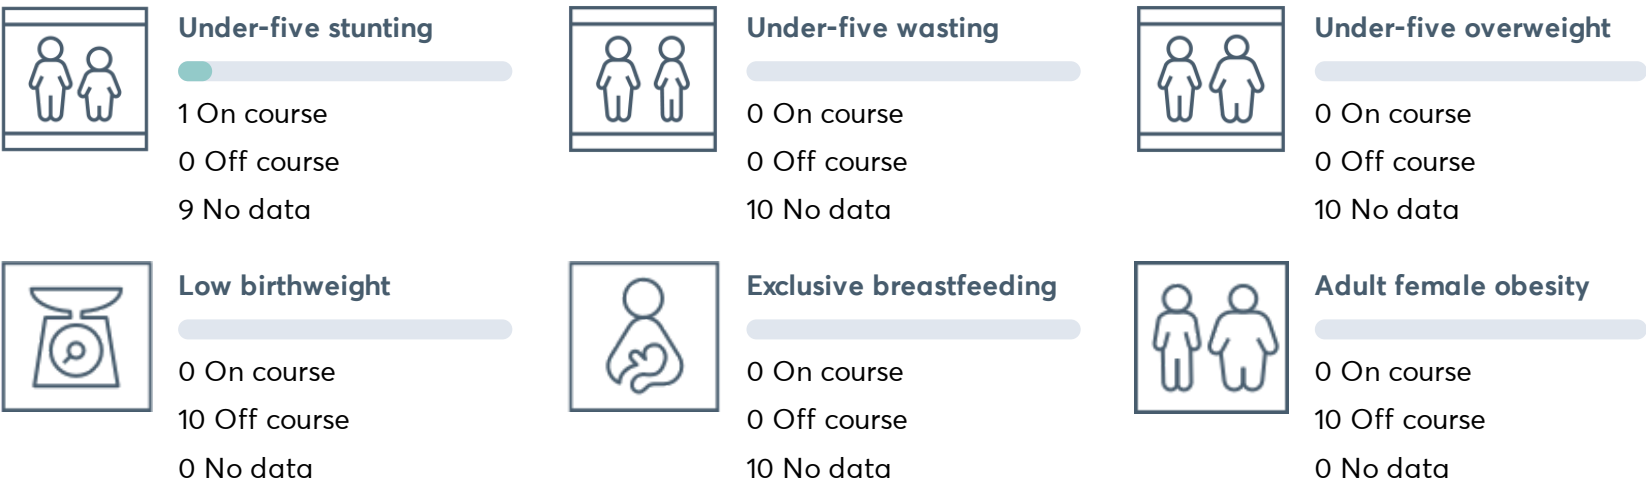 Under-five stunting
1 On course
0 Off course
9 No data
Under-five wasting
0 On course
0 Off course
10 No data
Under-five overweight
0 On course
0 Off course
10 No data
Low birthweight
0 On course
10 Off course
0 No data
Exclusive breastfeeding
0 On course
0 Off course
10 No data
Adult female obesity
0 On course
10 Off course
0 No data